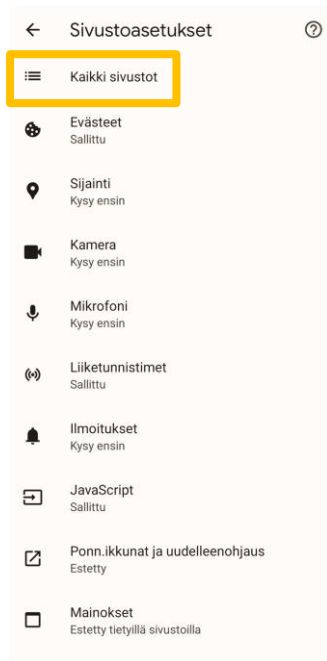 Sivustoasetukset
Kaikki sivustot
Evästeet
Sallittu
Sijainti
Kysy ensin
Kamera
Kysy ensin
Mikrofoni
Kysy ensin
Liiketunnistimet
Sallittu
Ilmoitukset
Kysy ensin
JavaScript
Sallittu
Ponn.ikkunat ja uudelleenohjaus
Estetty
Mainokset
Estetty tietyillä sivustoilla